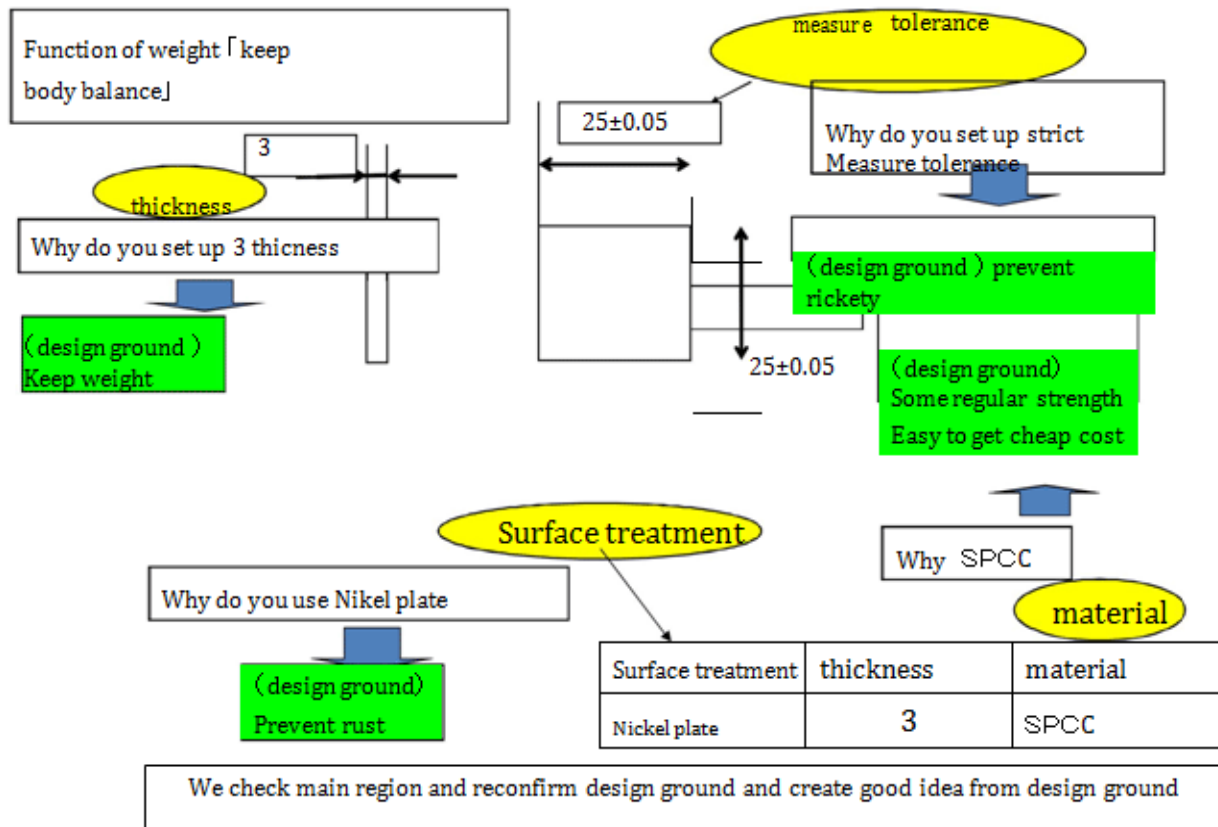 Function of weight「keep
body balance」
measure tolerance
25±0.05
Why do you set up strict
Measure tolerance
3
thickness
Why do you set up 3 thicness
（design ground）
Keep weight
（design ground）prevent
rickety
25±0.05
（design ground）
Some regular strength
Easy to get cheap cost
Surface treatment
Why SPCC
Why do you use Nikel plate
material
（design ground）
Prevent rust
Surface treatment thickness material
Nickel plate 3 SPCC
We check main region and reconfirm design ground and create good idea from design ground